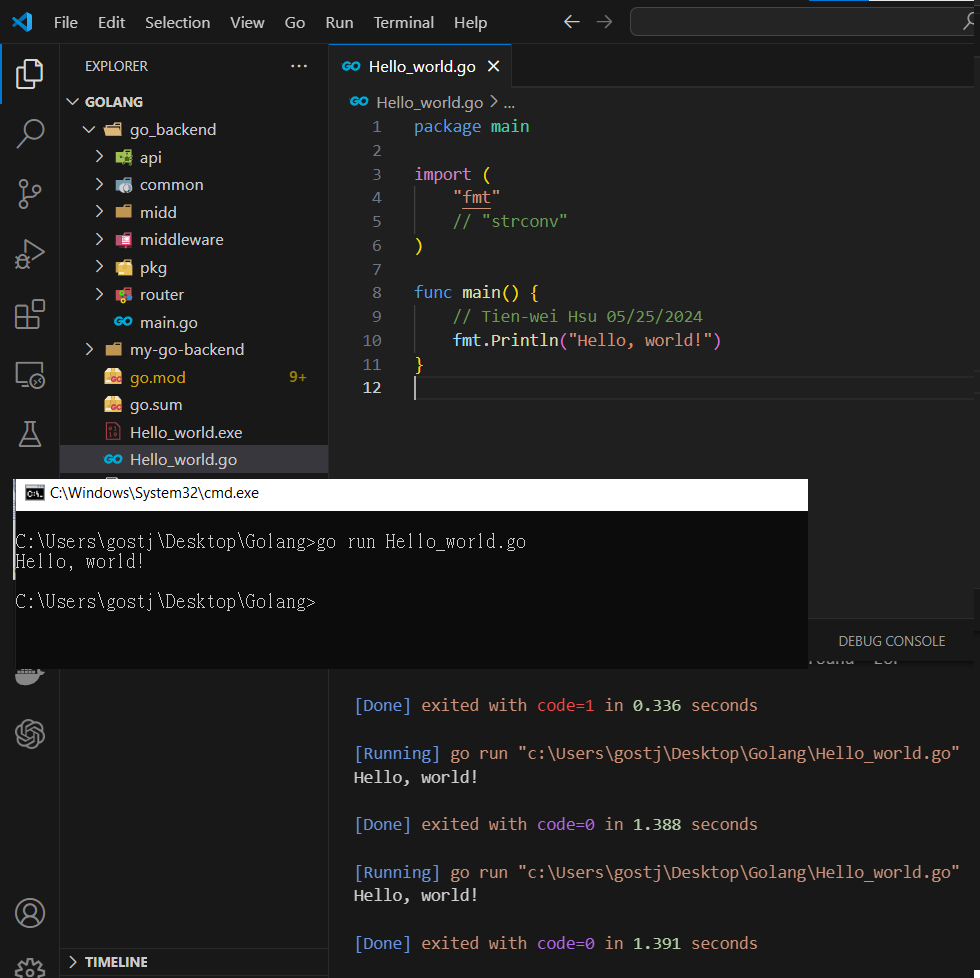 File Edit Selection View Go Run Terminal Help
EXPLORER
GOLANG
go_backend
api
common
midd
middleware
pkg
router
main.go
my-go-backend
go.mod 9+
go.sum
Hello_world.exe
Hello_world.go
Hello_world.go
Hello_world.go > ...
1 package main
2
3 import (
4 "fmt"
5 // "strconv"
6 )
7
8 func main() {
9 // Tien-wei Hsu 05/25/2024
10 fmt.Println("Hello, world!")
11 }
12
C:\Windows\System32\cmd.exe
C:\Users\gostj\Desktop\Golang>go run Hello_world.go
Hello, world!
C:\Users\gostj\Desktop\Golang>
DEBUG CONSOLE
[Done] exited with code=1 in 0.336 seconds
[Running] go run "c:\Users\gostj\Desktop\Golang\Hello_world.go"
Hello, world!
[Done] exited with code=0 in 1.388 seconds
[Running] go run "c:\Users\gostj\Desktop\Golang\Hello_world.go"
Hello, world!
[Done] exited with code=0 in 1.391 seconds
TIMELINE